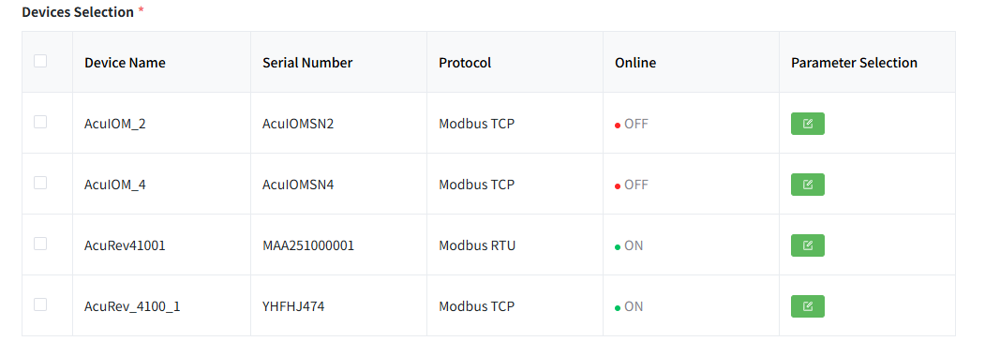 Devices Selection *
Device Name Serial Number Protocol Online Parameter Selection
AcuIOM_2 AcuIOMSN2 Modbus TCP OFF
AcuIOM_4 AcuIOMSN4 Modbus TCP OFF
AcuRev41001 MAA251000001 Modbus RTU ON
AcuRev_4100_1 YHFHJ474 Modbus TCP ON